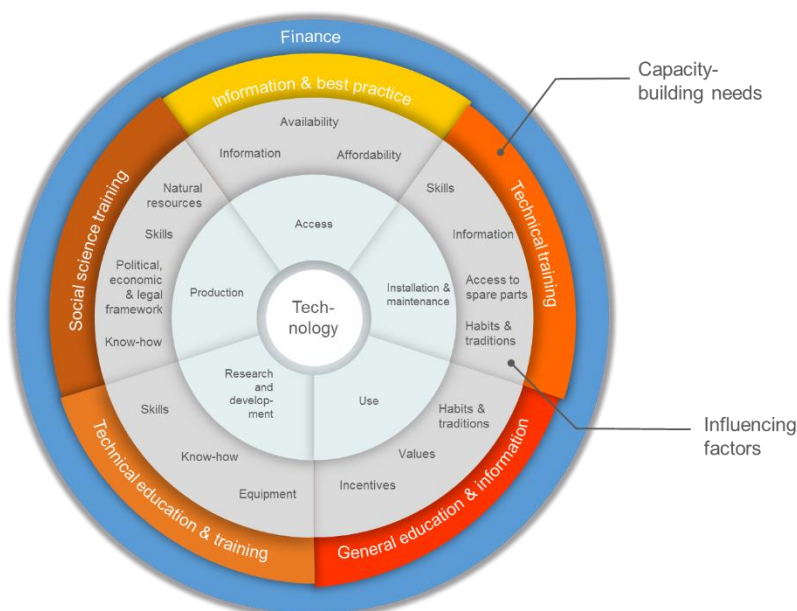 Finance
Information & best practice
Capacity-
building needs
Availability
Information
Affordability
Social science training
Technical training
Natural
resources
Skills
Political,
economic
& legal
framework
Know-how
Skills
Information
Access to
spare parts
Habits &
traditions
Access
Production
Tech-
nology
Installation &
maintenance
Research
and
develop-
ment
Use
Influencing
factors
Skills
Know-how
Equipment
Habits &
traditions
Values
Incentives
Technical education & training
General education & information